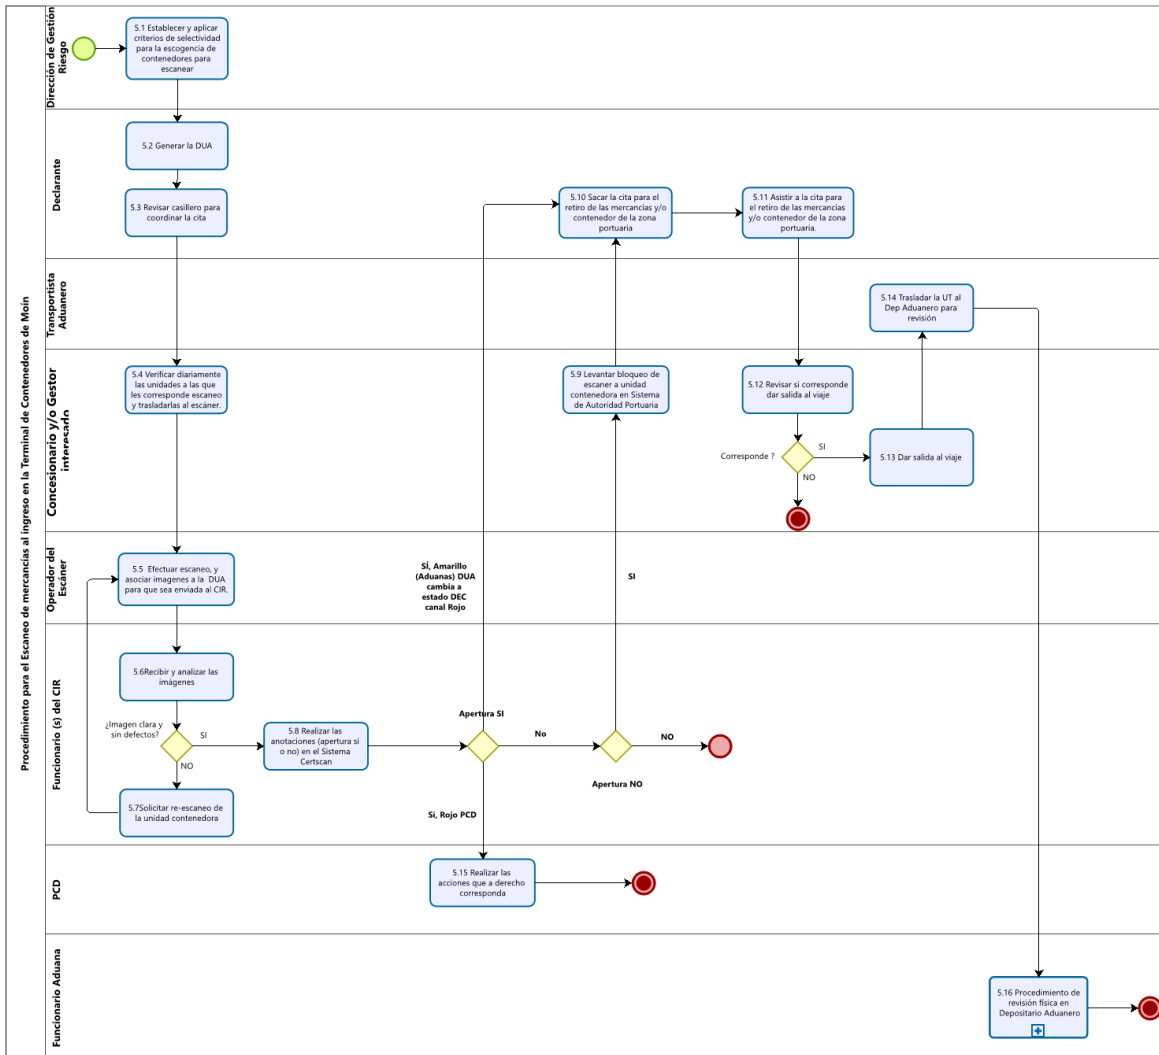 Procedimiento para el Escaneo de mercancías al ingreso en la Terminal de Contenedores de Moín
Dirección de Gestión
Riesgo
5.1 Establecer y aplicar
criterios de selectividad
para la escogencia de
contenedores para
escanear
Declarante
5.2 Generar la DUA
5.3 Revisar casillero para
coordinar la cita
5.10 Sacar la cita para el
retiro de las mercancías y/o
contenedor de la zona
portuaria
5.11 Asistir a la cita para
el retiro de las mercancías
y/o contenedor de la zona
portuaria.
Transportista
Aduanero
5.14 Trasladar la UT al
Dep Aduanero para
revisión
Concesionario y/o Gestor
interesado
5.4 Verificar diariamente
las unidades a las que
les corresponde escaneo
y trasladarlas al escáner.
5.9 Levantar bloqueo de
escaner a unidad
contenedora en Sistema
de Autoridad Portuaria
5.12 Revisar si corresponde
dar salida al viaje
Corresponde ?
SI
NO
5.13 Dar salida al viaje
Operador del
Escáner
5.5 Efectuar escaneo, y
asociar imagenes a la DUA
para que sea enviada al CIR.
SÍ, Amarillo
(Aduanas) DUA
cambia a
estado DEC
canal Rojo
SI
Funcionario (s) del CIR
5.6Recibir y analizar las
imágenes
¿Imagen clara y
sin defectos?
SI
NO
5.7Solicitar re-escaneo de
la unidad contenedora
5.8 Realizar las
anotaciones (apertura si
o no) en el Sistema
Certscan
Apertura SI
No
NO
Apertura NO
Sí, Rojo PCD
PCD
5.15 Realizar las
acciones que a derecho
corresponda
Funcionario Aduana
5.16 Procedimiento de
revisión física en
Depositario Aduanero